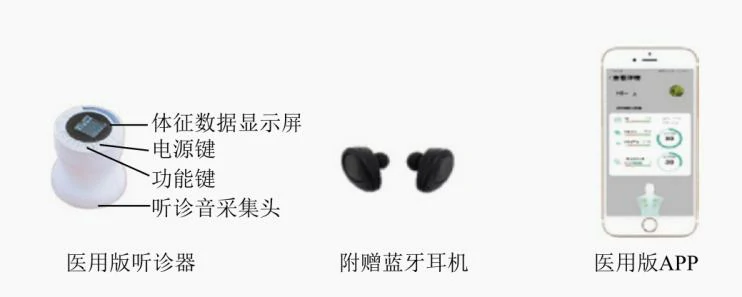 体征数据显示屏
电源键
功能键
听诊音采集头
医用版听诊器
附赠蓝牙耳机
医用版APP